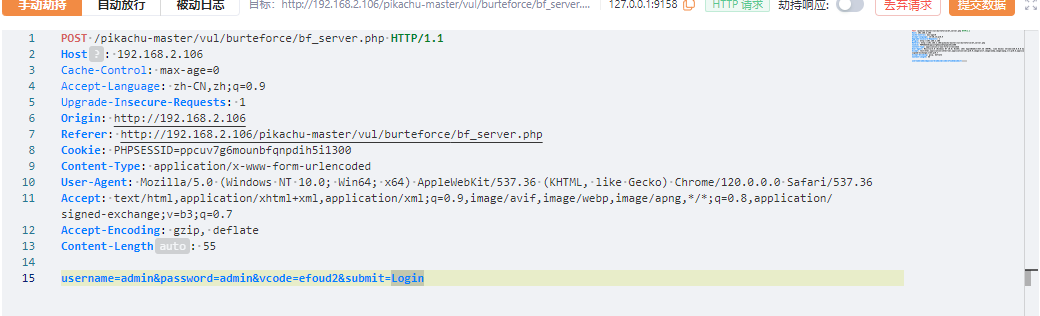 手动劫持 自动放行 被动日志 目标: http://192.168.2.106/pikachu-master/vul/burteforce/bf_server.... 127.0.0.1:9158 HTTP 请求 劫持响应: 丢弃请求 提交数据
1 POST /pikachu-master/vul/burteforce/bf_server.php HTTP/1.1
2 Host ? : 192.168.2.106
3 Cache-Control: max-age=0
4 Accept-Language: zh-CN,zh;q=0.9
5 Upgrade-Insecure-Requests: 1
6 Origin: http://192.168.2.106
7 Referer: http://192.168.2.106/pikachu-master/vul/burteforce/bf_server.php
8 Cookie: PHPSESSID=ppcuv7g6mounbfqnpdih5i1300
9 Content-Type: application/x-www-form-urlencoded
10 User-Agent: Mozilla/5.0 (Windows NT 10.0; Win64; x64) AppleWebKit/537.36 (KHTML, like Gecko) Chrome/120.0.0.0 Safari/537.36
11 Accept: text/html,application/xhtml+xml,application/xml;q=0.9,image/avif,image/webp,image/apng,*/*;q=0.8,application/
signed-exchange;v=b3;q=0.7
12 Accept-Encoding: gzip, deflate
13 Content-Length auto : 55
14
15 username=admin&password=admin&vcode=efoud2&submit=Login